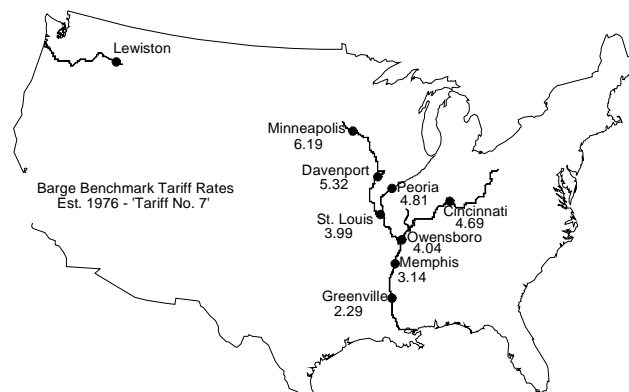 Lewiston
Minneapolis
6.19
Davenport
5.32
Peoria
4.81
Barge Benchmark Tariff Rates
Est. 1976 - 'Tariff No. 7'
Cincinnati
4.69
St. Louis
3.99
Owensboro
4.04
Memphis
3.14
Greenville
2.29